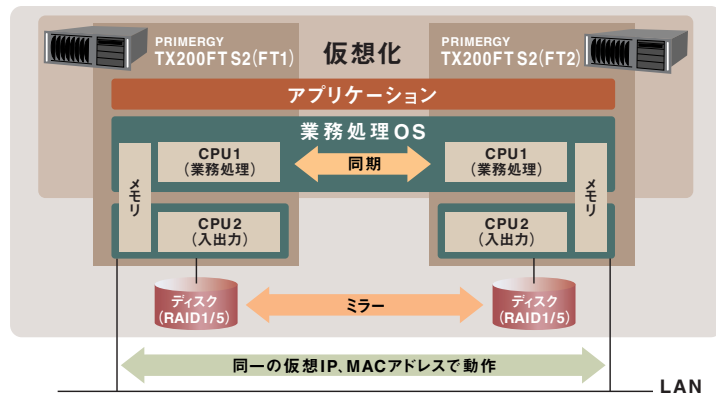 PRIMERGY
TX200FT S2(FT1)
仮想化
PRIMERGY
TX200FT S2(FT2)
アプリケーション
業務処理OS
メモリ
CPU1
(業務処理)
同期
CPU1
(業務処理)
メモリ
CPU2
(入出力)
CPU2
(入出力)
ディスク
(RAID1/5)
ミラー
ディスク
(RAID1/5)
同一の仮想IP、MACアドレスで動作
LAN